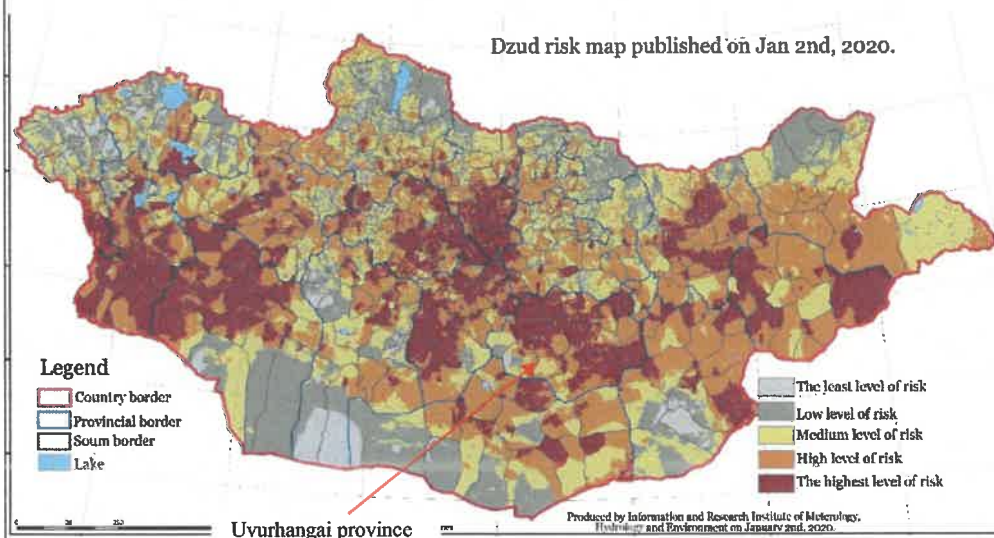 Dzud risk map published on Jan 2nd, 2020.
Legend
Country border
Provincial border
Soum border
Lake
The least level of risk
Low level of risk
Medium level of risk
High level of risk
The highest level of risk
Uvurhangai province
Produced by Information and Research Institute of Meterology,
Hydrology and Environment on January 2nd, 2020.